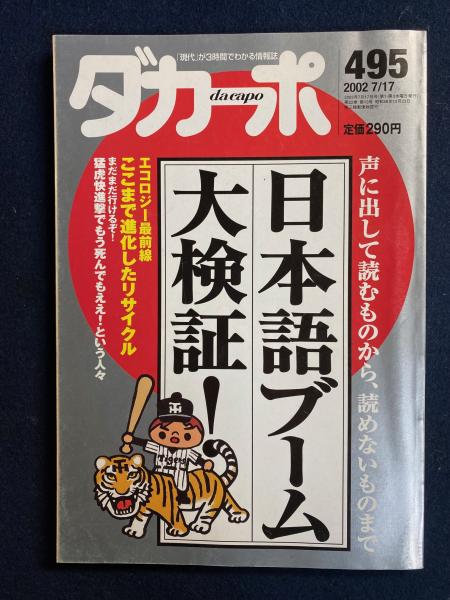 「現代」が3時間でわかる情報誌
ダカーポ
da capo
495
2002 7/17
定価290円
声に出して読むものから、読めないものまで
日本語ブーム
大検証!
エコロジー最前線
ここまで進化したリサイクル
まだまだ行けるぞ!
猛虎快進撃でもう死んでもええ!という人々